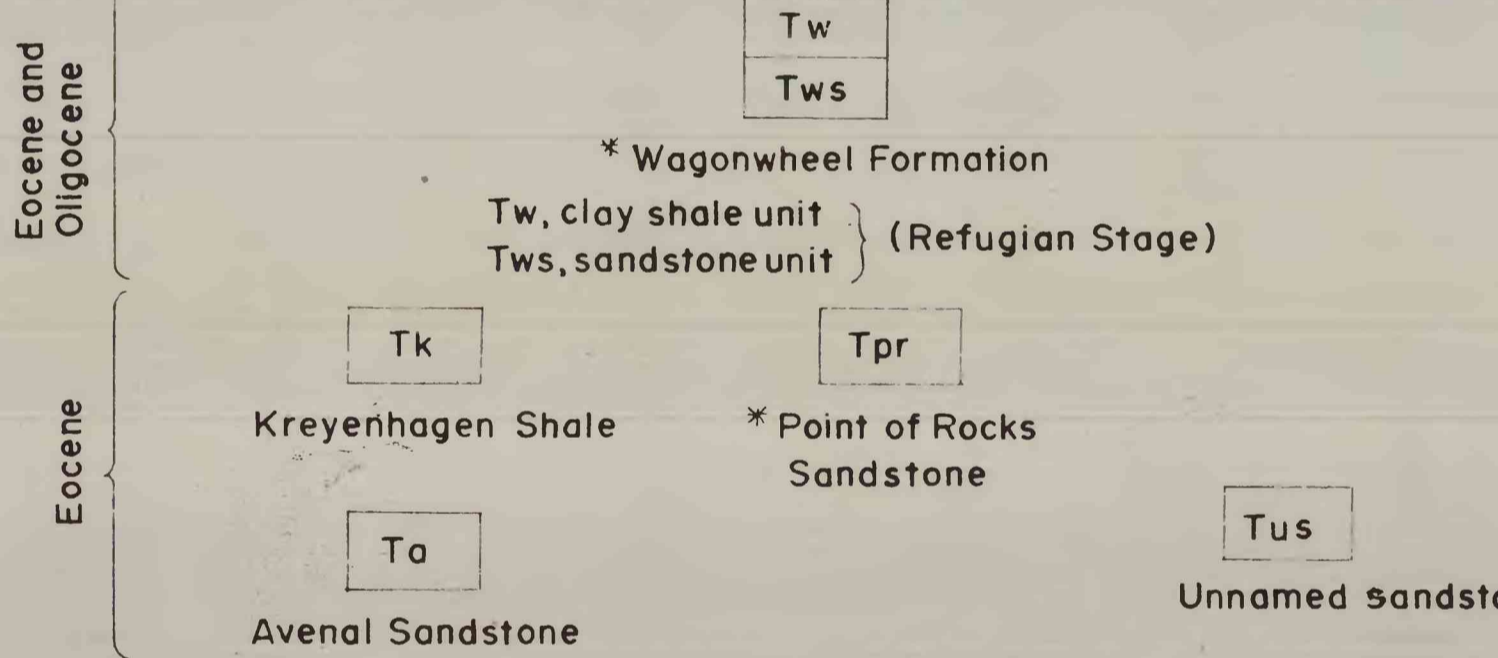 Eocene and
Oligocene
Tw
Tws
* Wagonwheel Formation
Tw, clay shale unit
Tws, sandstone unit
(Refugian Stage)
Eocene
Tk
Tpr
Kreyenhagen Shale
* Point of Rocks
Sandstone
Ta
Tus
Avenal Sandstone
Unnamed